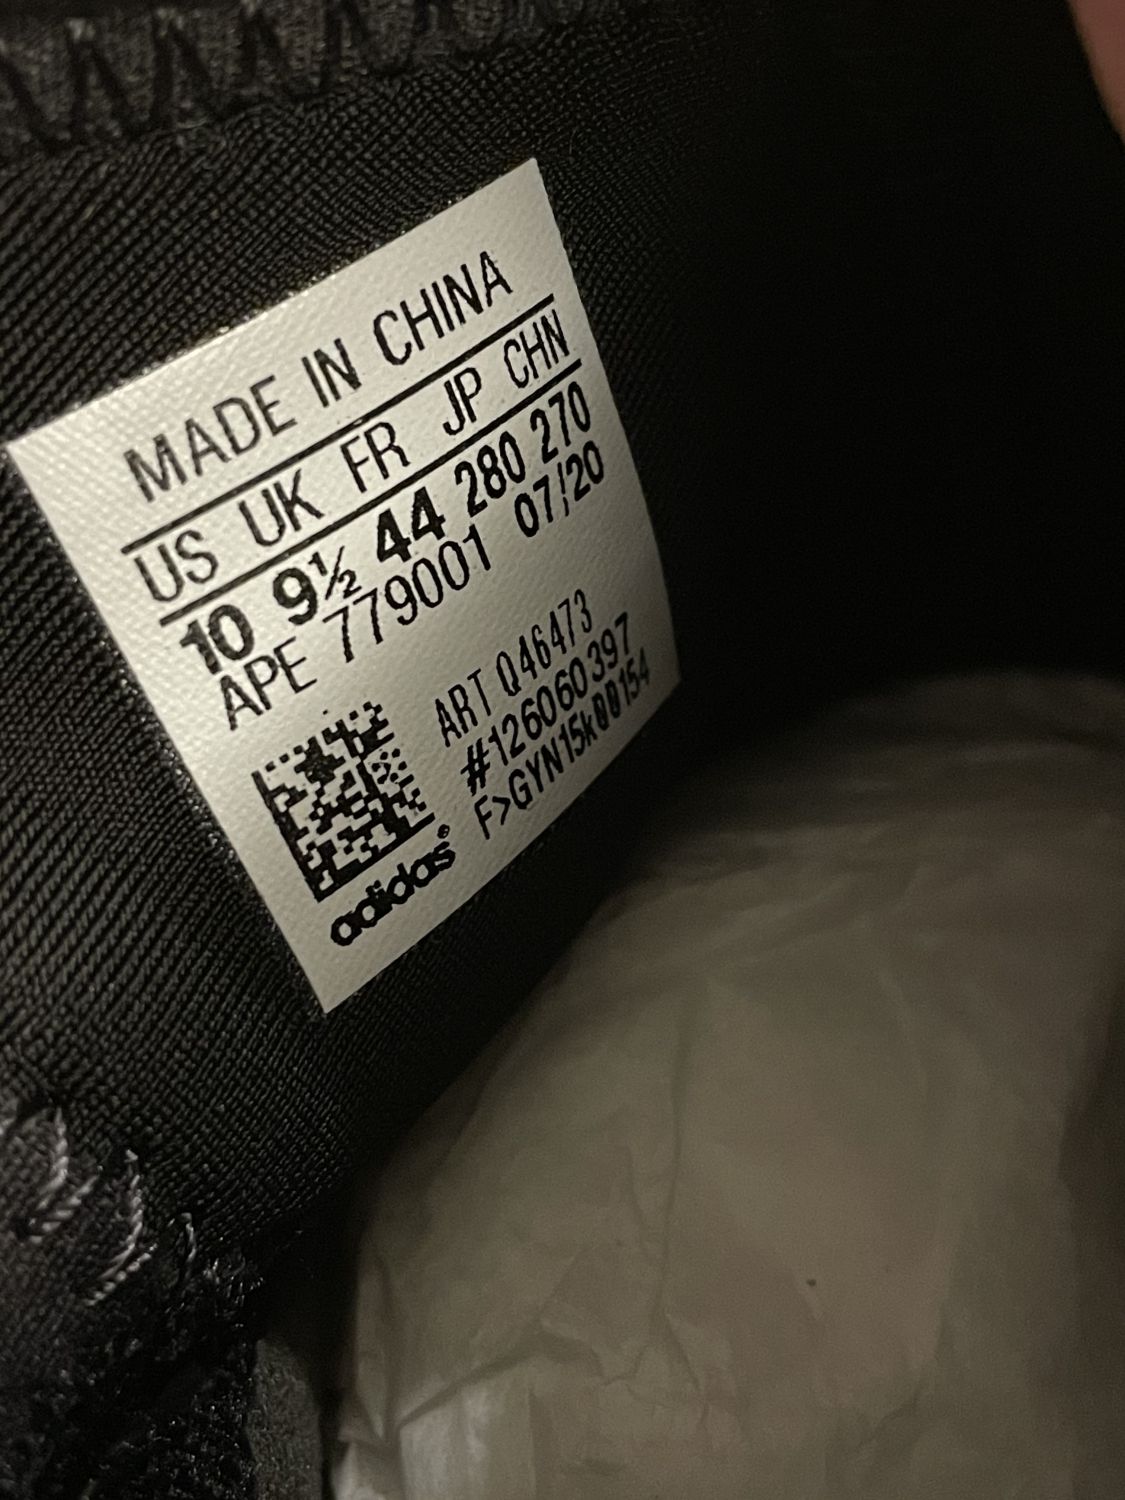 MADE IN CHINA
US UK FR JP CHN
10 9½ 44 280 270
APE 779001 07/20
ART Q46473
#126060397
F>GYN15k00154
adidas®